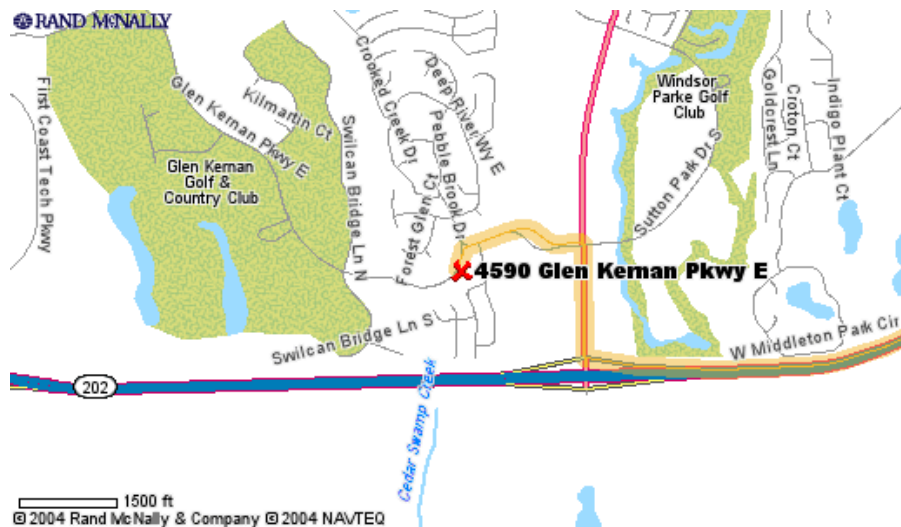 RAND McNALLY
First Coast Tech Pkwy
Glen Kernan Pkwy E
Kilmartin Ct
Swilcan Bridge Ln N
Glen Kernan
Golf &
Country Club
Crooked Creek Dr
Deep River Wy E
Pebble Brook Dr
Forest Glen Ct
Windsor
Parke Golf
Club
Sutton Park Dr S
Goldcrest Ln
Croton Ct
Indigo Plant Ct
4590 Glen Kernan Pkwy E
Swilcan Bridge Ln S
W Middleton Park Cir
202
Cedar Swamp Creek
1500 ft
© 2004 Rand McNally & Company © 2004 NAVTEQ